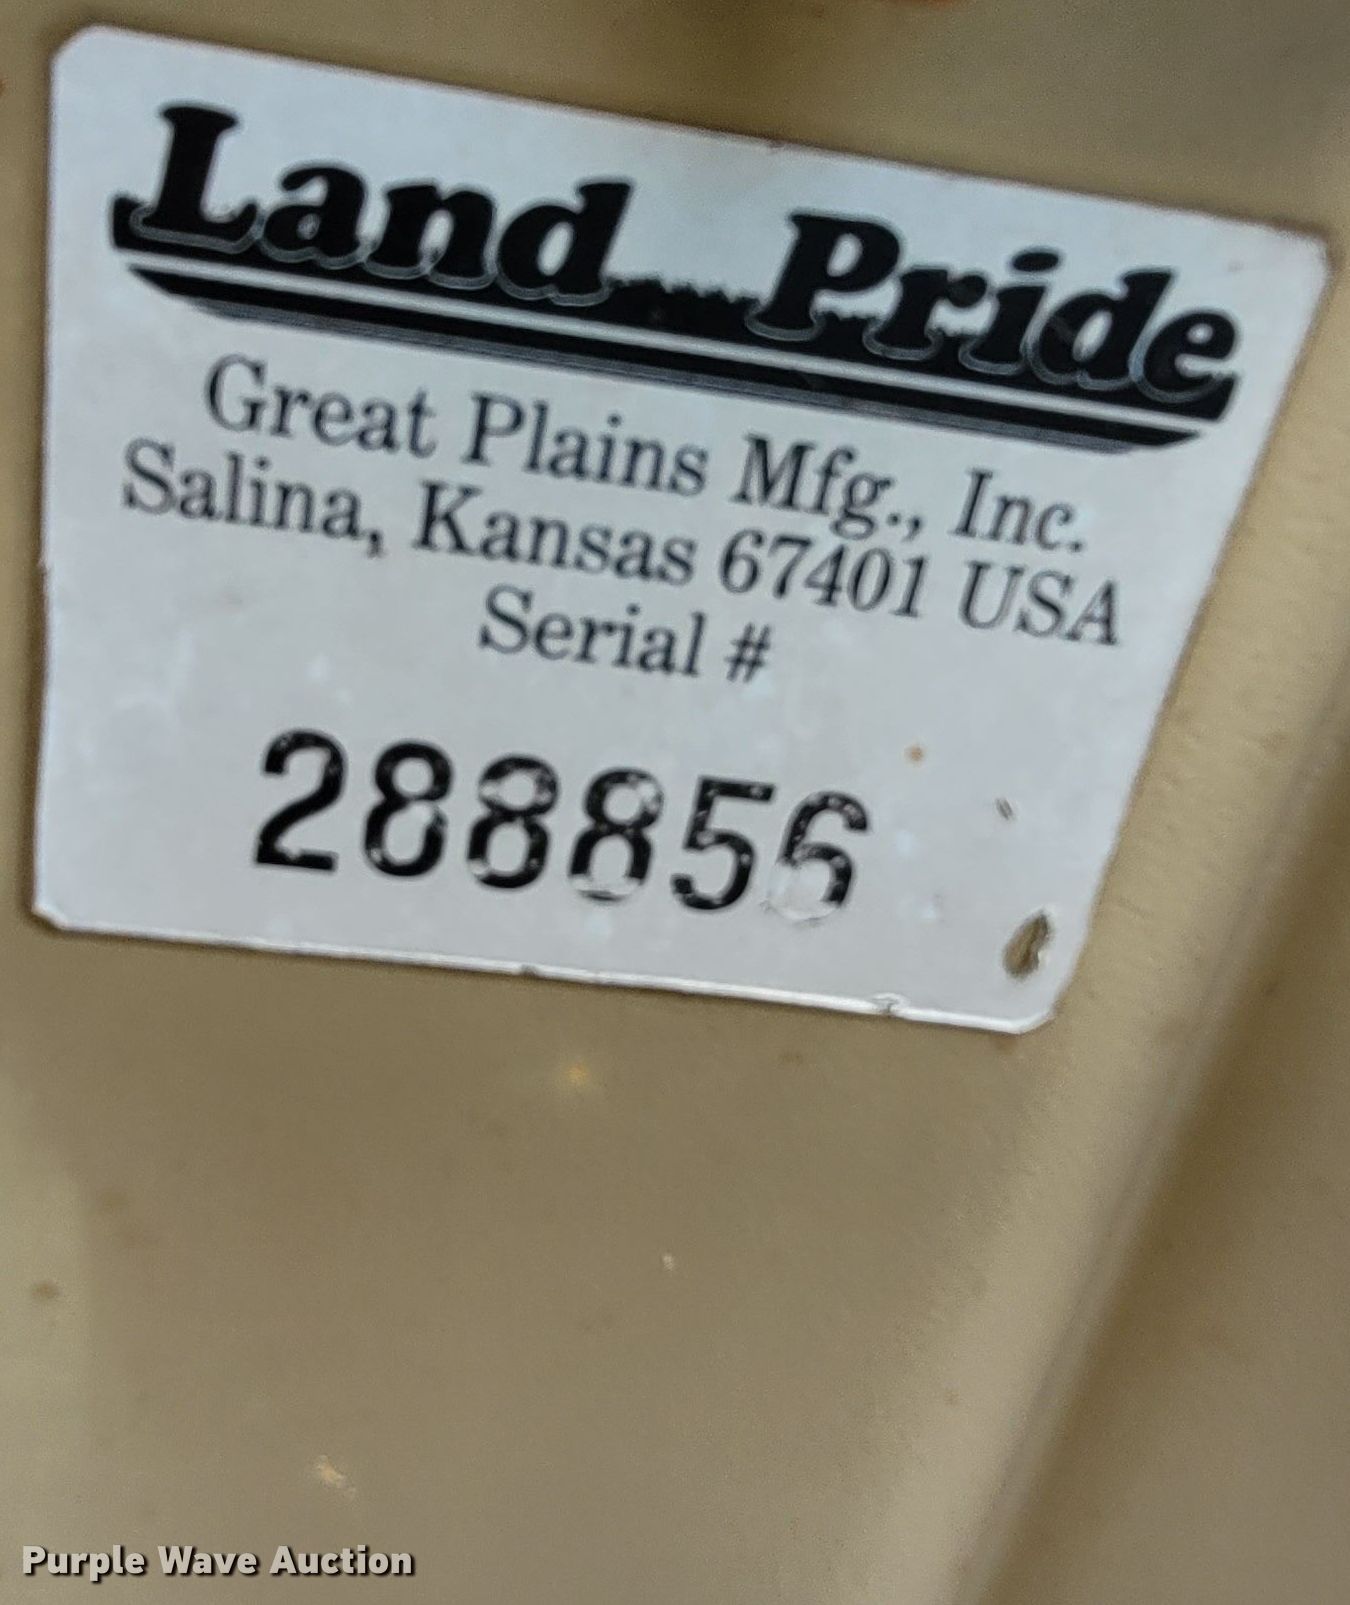 Land Pride
Great Plains Mfg., Inc.
Salina, Kansas 67401 USA
Serial #
288856
Purple Wave Auction